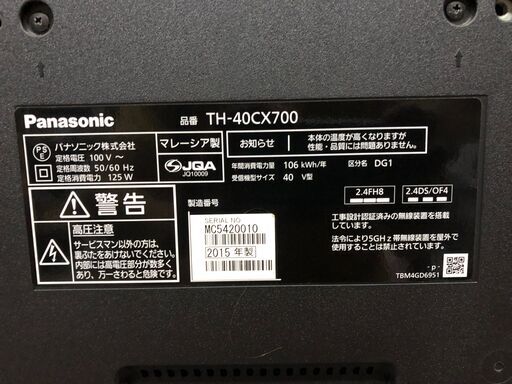 Panasonic
品番 TH-40CX700
PS
E
パナソニック株式会社
定格電圧 100 V ～
定格周波数 50/60 Hz
定格消費電力 125 W
マレーシア製
JQA
JQ10009
お知らせ
本体の温度が高くなりますが
性能・品質には問題ありません。
年間消費電力量 106 kWh/年 区分名 DG1
受信機型サイズ 40 V型
警告
高圧注意
サービスマン以外の方は、
裏ぶたをあけないでください。
内部には高電圧部分が数多く
あり、万一さわると危険です。
製造番号
SERIAL NO
MC5420010
2015 年製
2.4FH8
2.4DS/OF4
工事設計認証済みの無線装置を搭載
しています。
法令により5GHz帯無線装置を屋外で
使用することは禁止されています。
- P -
TBM4GD6951